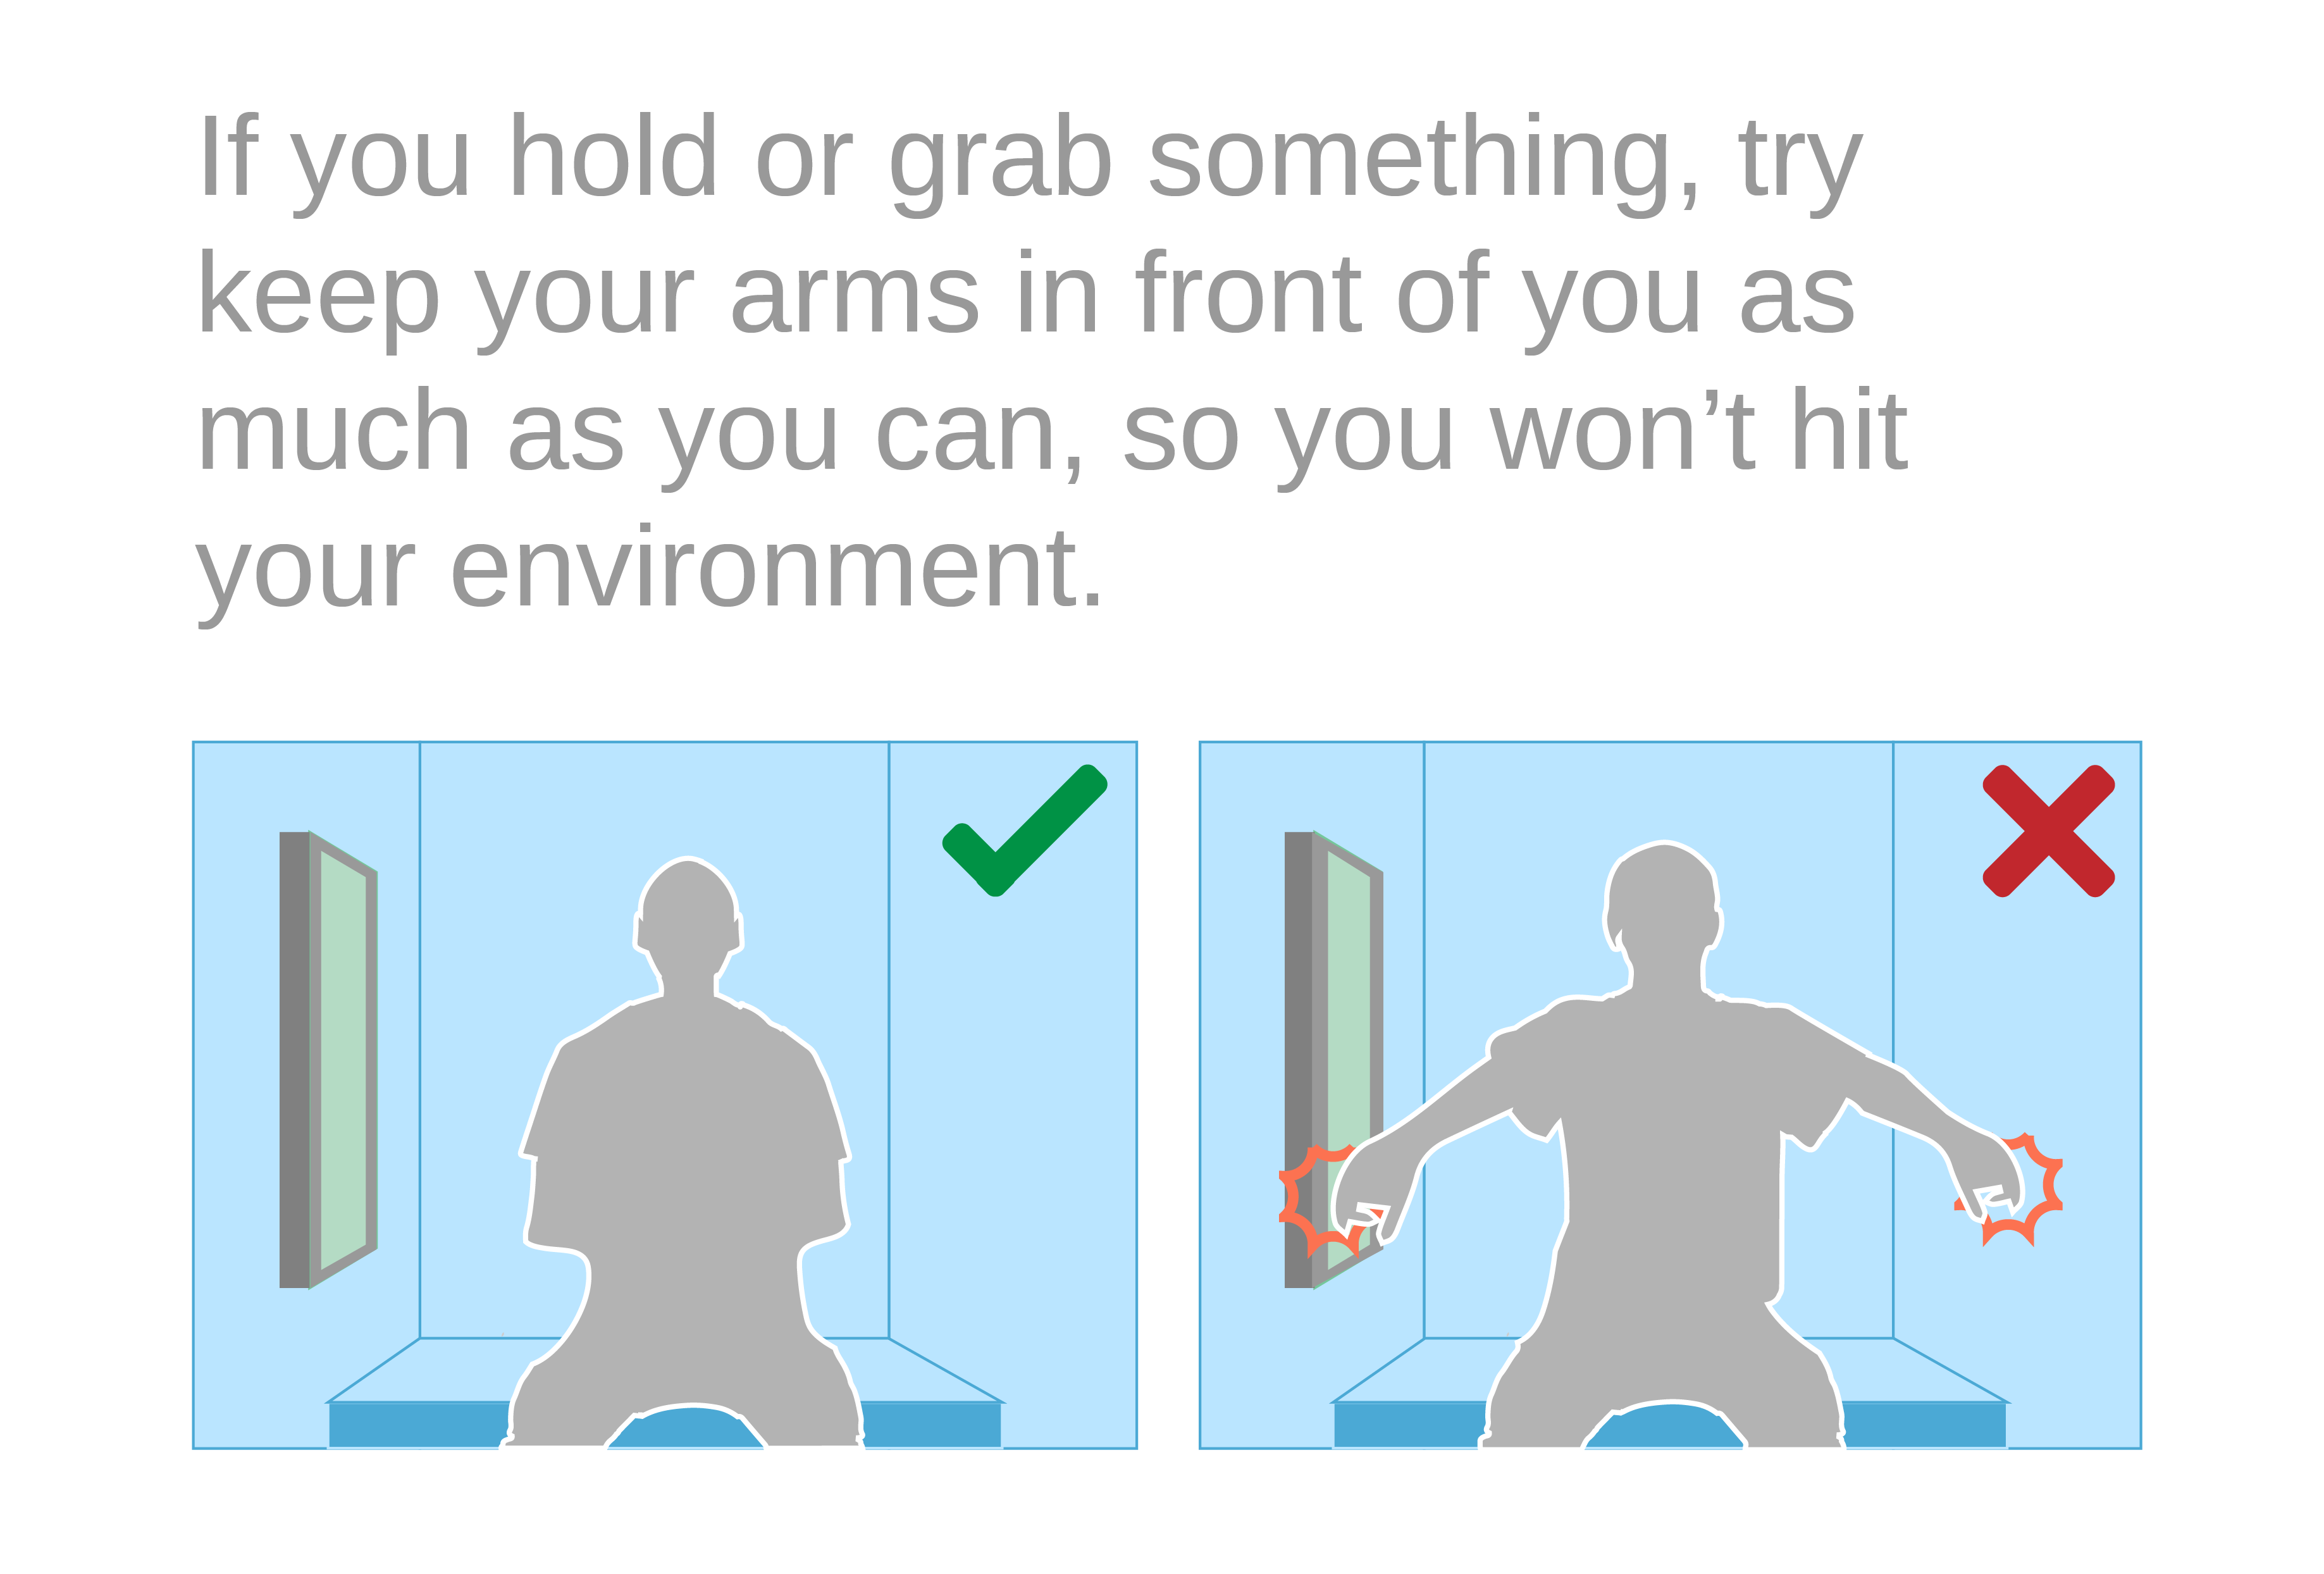 If you hold or grab something, try
keep your arms in front of you as
much as you can, so you won’t hit
your environment.